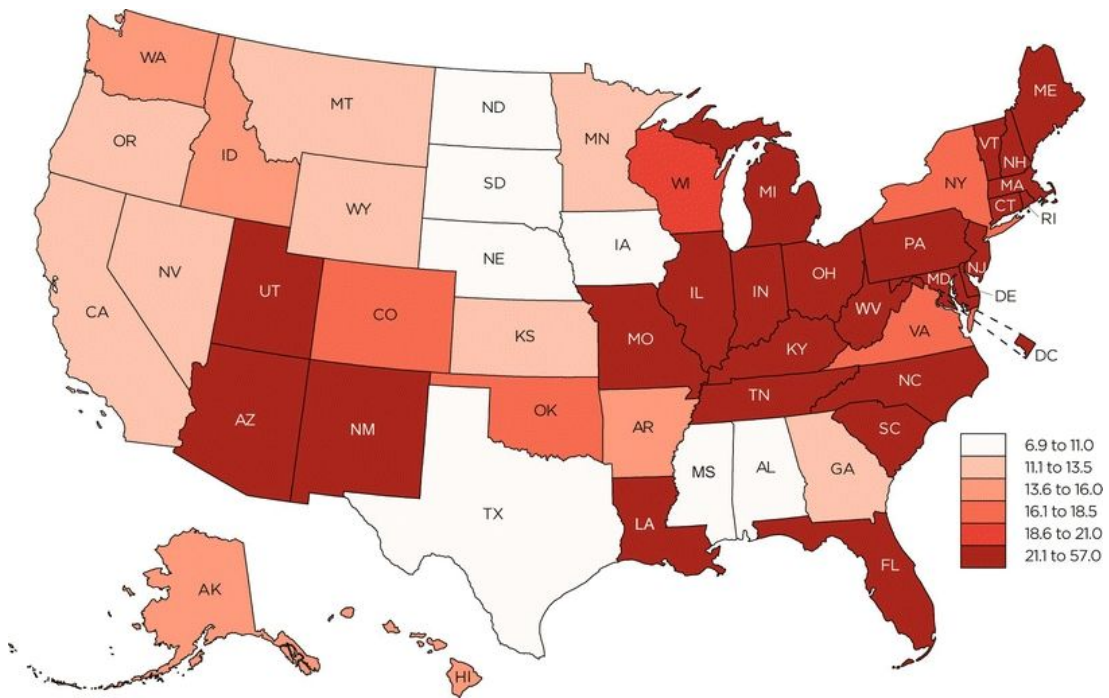 WA
MT
ND
MN
ME
OR
ID
SD
WI
MI
VT
NH
NY
MA
CT
RI
WY
IA
NE
PA
NJ
NV
UT
CO
CA
KS
MO
IL
IN
OH
WV
MD
DE
VA
DC
KY
NC
TN
AZ
NM
OK
AR
SC
MS
AL
GA
TX
LA
FL
AK
HI
6.9 to 11.0
11.1 to 13.5
13.6 to 16.0
16.1 to 18.5
18.6 to 21.0
21.1 to 57.0